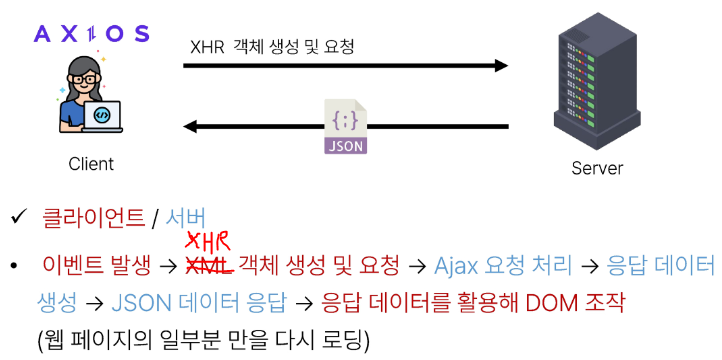 AXIOS
XHR 객체 생성 및 요청
{;}
JSON
Client
Server
✓ 클라이언트 / 서버
XHR
• 이벤트 발생 → XML 객체 생성 및 요청 → Ajax 요청 처리 → 응답 데이터
생성 → JSON 데이터 응답 → 응답 데이터를 활용해 DOM 조작
(웹 페이지의 일부분 만을 다시 로딩)